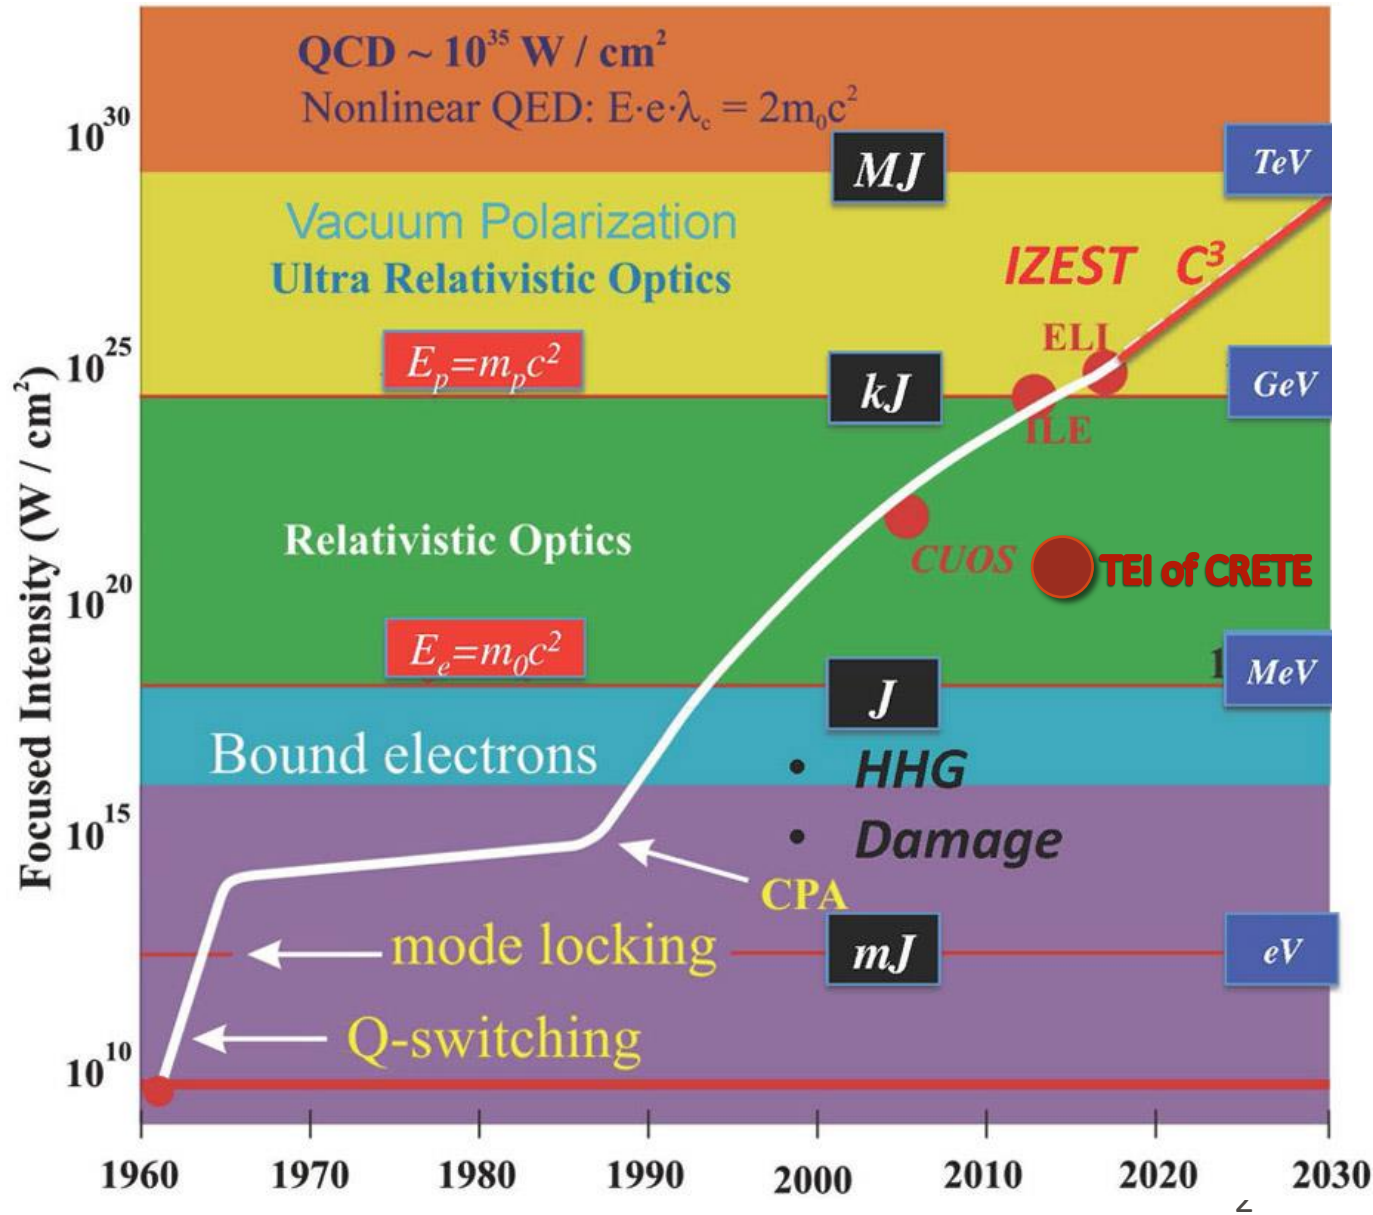 QCD ~ 10³⁵ W / cm²
Nonlinear QED: E·e·λc = 2m₀c²
10³⁰
MJ
TeV
Vacuum Polarization
Ultra Relativistic Optics
IZEST C³
ELI
10²⁵
Eₚ=mₚc²
kJ
GeV
ILE
Focused Intensity (W / cm²)
Relativistic Optics
CUOS
TEI of CRETE
10²⁰
Eₑ=m₀c²
1
MeV
J
Bound electrons
• HHG
10¹⁵
• Damage
CPA
mode locking
mJ
eV
Q-switching
10¹⁰
1960 1970 1980 1990 2000 2010 2020 2030